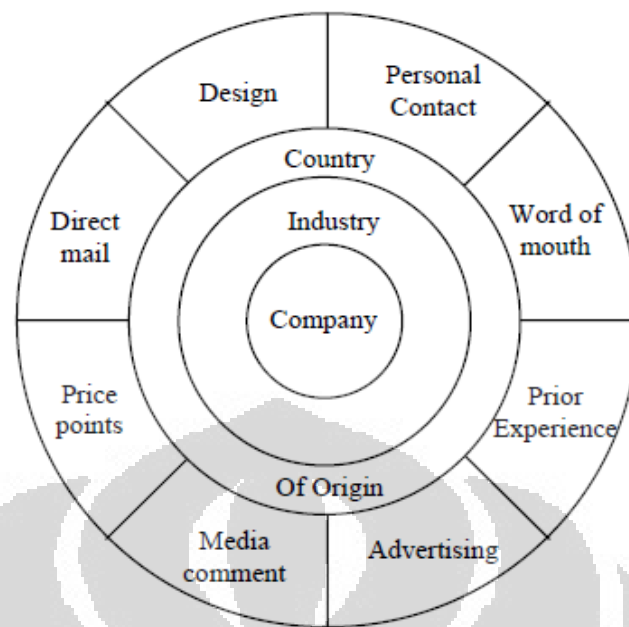 Design
Personal
Contact
Country
Direct
mail
Industry
Word of
mouth
Company
Price
points
Prior
Experience
Of Origin
Media
comment
Advertising